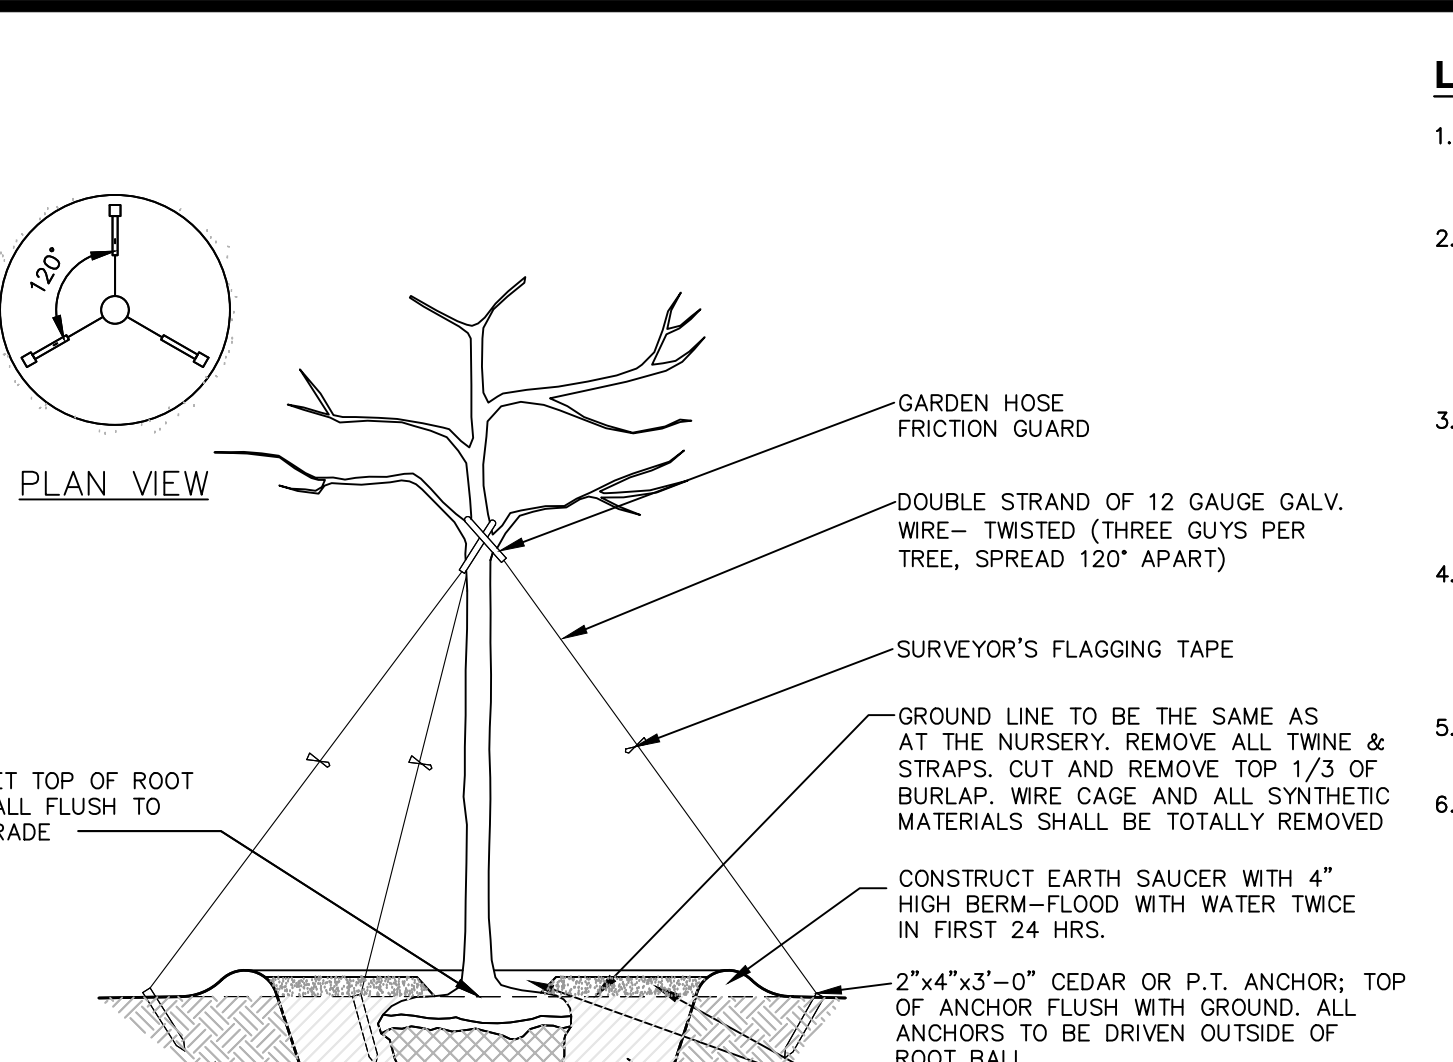 L
1.
2.
3.
4.
5.
6.
120°
PLAN VIEW
GARDEN HOSE
FRICTION GUARD
DOUBLE STRAND OF 12 GAUGE GALV.
WIRE– TWISTED (THREE GUYS PER
TREE, SPREAD 120° APART)
SURVEYOR'S FLAGGING TAPE
GROUND LINE TO BE THE SAME AS
AT THE NURSERY. REMOVE ALL TWINE &
STRAPS. CUT AND REMOVE TOP 1/3 OF
BURLAP. WIRE CAGE AND ALL SYNTHETIC
MATERIALS SHALL BE TOTALLY REMOVED
ET TOP OF ROOT
ALL FLUSH TO
RADE
CONSTRUCT EARTH SAUCER WITH 4"
HIGH BERM–FLOOD WITH WATER TWICE
IN FIRST 24 HRS.
2"x4"x3'–0" CEDAR OR P.T. ANCHOR; TOP
OF ANCHOR FLUSH WITH GROUND. ALL
ANCHORS TO BE DRIVEN OUTSIDE OF
ROOT BALL